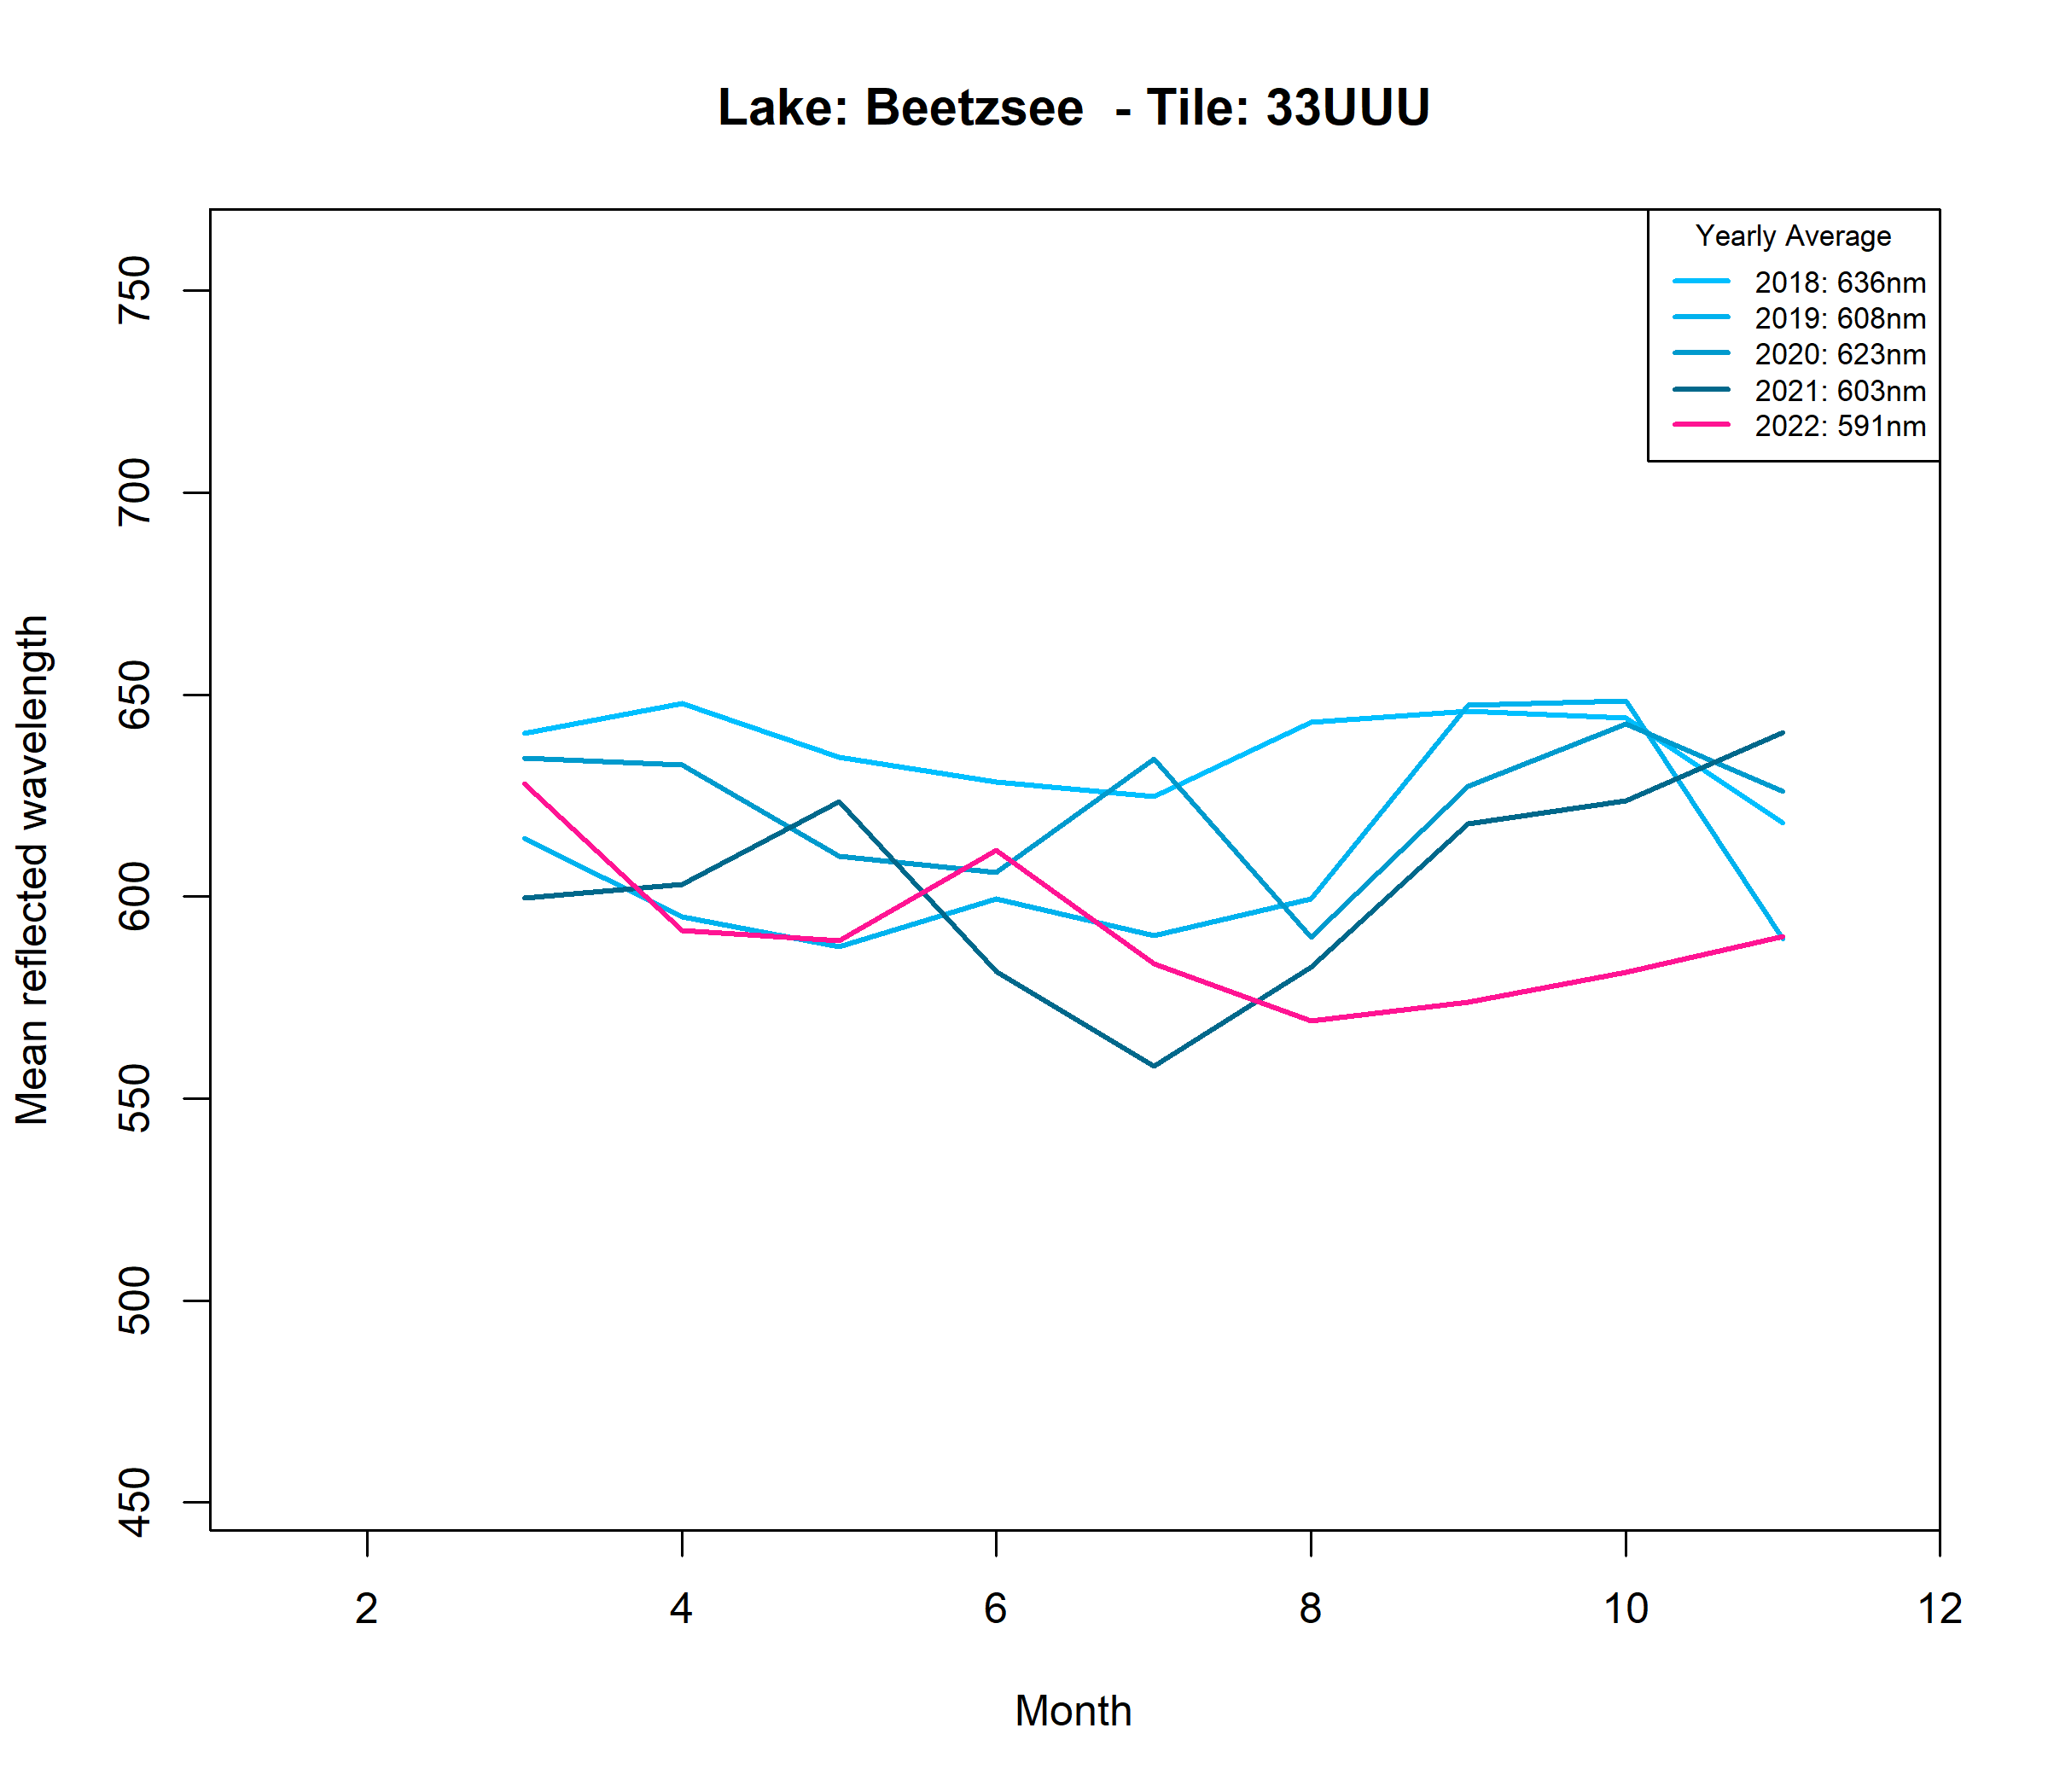 Lake: Beetzsee - Tile: 33UUU
Yearly Average
2018: 636nm
2019: 608nm
2020: 623nm
2021: 603nm
2022: 591nm
Mean reflected wavelength
750
700
650
600
550
500
450
2 4 6 8 10 12
Month